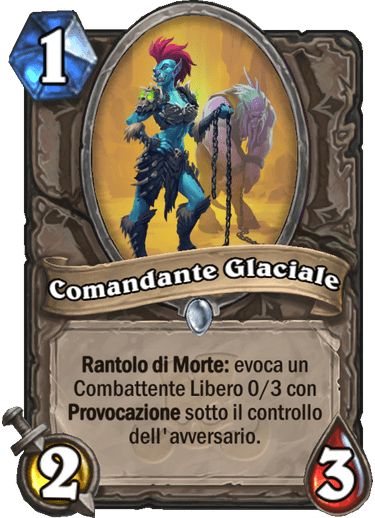 1
Comandante Glaciale
Rantolo di Morte: evoca un
Combattente Libero 0/3 con
Provocazione sotto il controllo
dell'avversario.
2
3